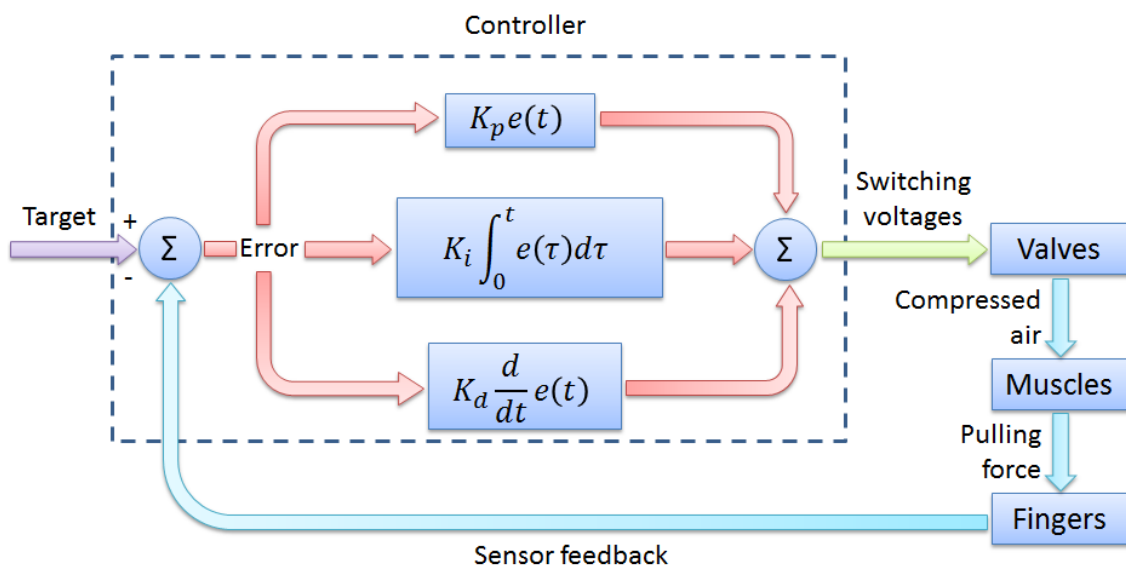 Controller
K_p e(t)
Switching
voltages
Target
+
-
Σ
Error
K_i ∫_0^t e(τ)dτ
Σ
Valves
Compressed
air
K_d d/dt e(t)
Muscles
Pulling
force
Fingers
Sensor feedback